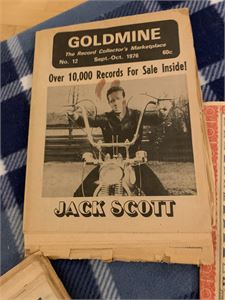 GOLDMINE
The Record Collector's Marketplace
No. 12 Sept.-Oct. 1976 60c
Over 10,000 Records For Sale Inside!
JACK SCOTT